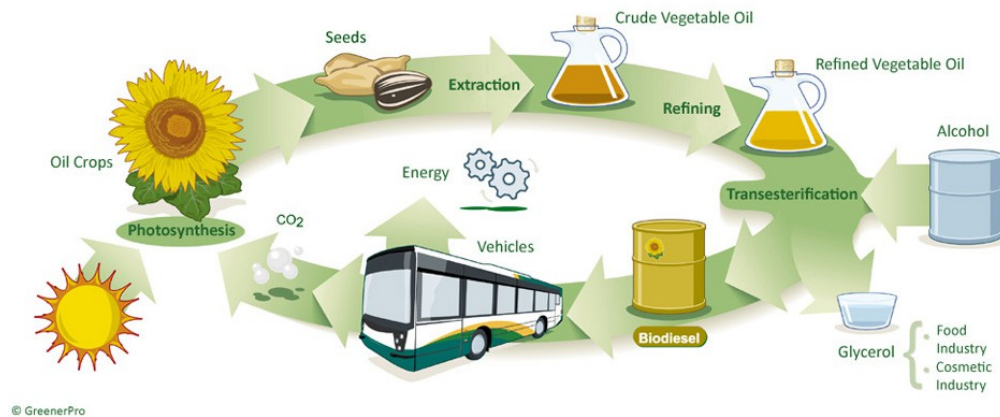 Crude Vegetable Oil
Seeds
Refined Vegetable Oil
Extraction
Refining
Alcohol
Oil Crops
Energy
Transesterification
CO2
Photosynthesis
Vehicles
Biodiesel
Glycerol
Food
Industry
Cosmetic
Industry
© GreenerPro